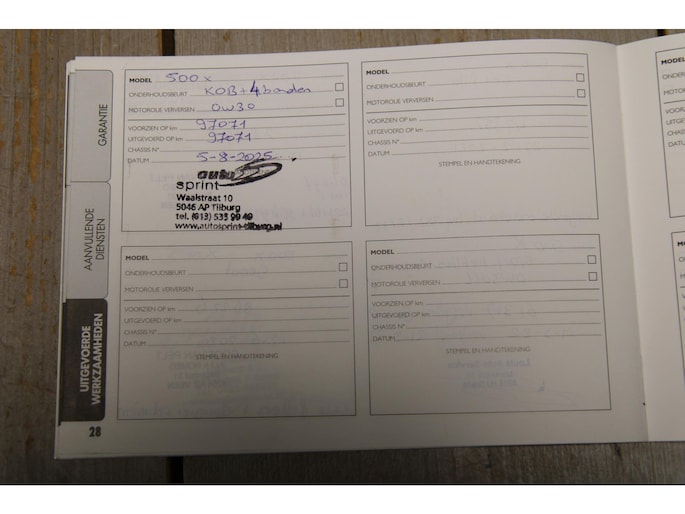 GARANTIE
AANVULLENDE
DIENSTEN
UITGEVOERDE
WERKZAAMHEDEN
28
MODEL 500x
ONDERHOUDSBEURT KOB + 4 banden
MOTOROLIE VERVERSEN 0W30
VOORZIEN OP km 97071
UITGEVOERD OP km 97071
CHASSIS N°
DATUM 5-8-2025
auto
sprint
Waalstraat 10
5046 AP Tilburg
tel. (013) 535 99 49
www.autosprint-tilburg.nl
MODEL
ONDERHOUDSBEURT
MOTOROLIE VERVERSEN
VOORZIEN OP km
UITGEVOERD OP km
CHASSIS N°
DATUM
STEMPEL EN HANDTEKENING
MODEL
ONDERHOUDSBEURT
MOTOROLIE VERVERSEN
VOORZIEN OP km
UITGEVOERD OP km
CHASSIS N°
DATUM
STEMPEL EN HANDTEKENING
MODEL
ONDERHOUDSBEURT
MOTOROLIE VERVERSEN
VOORZIEN OP km
UITGEVOERD OP km
CHASSIS N°
DATUM
STEMPEL EN HANDTEKENING